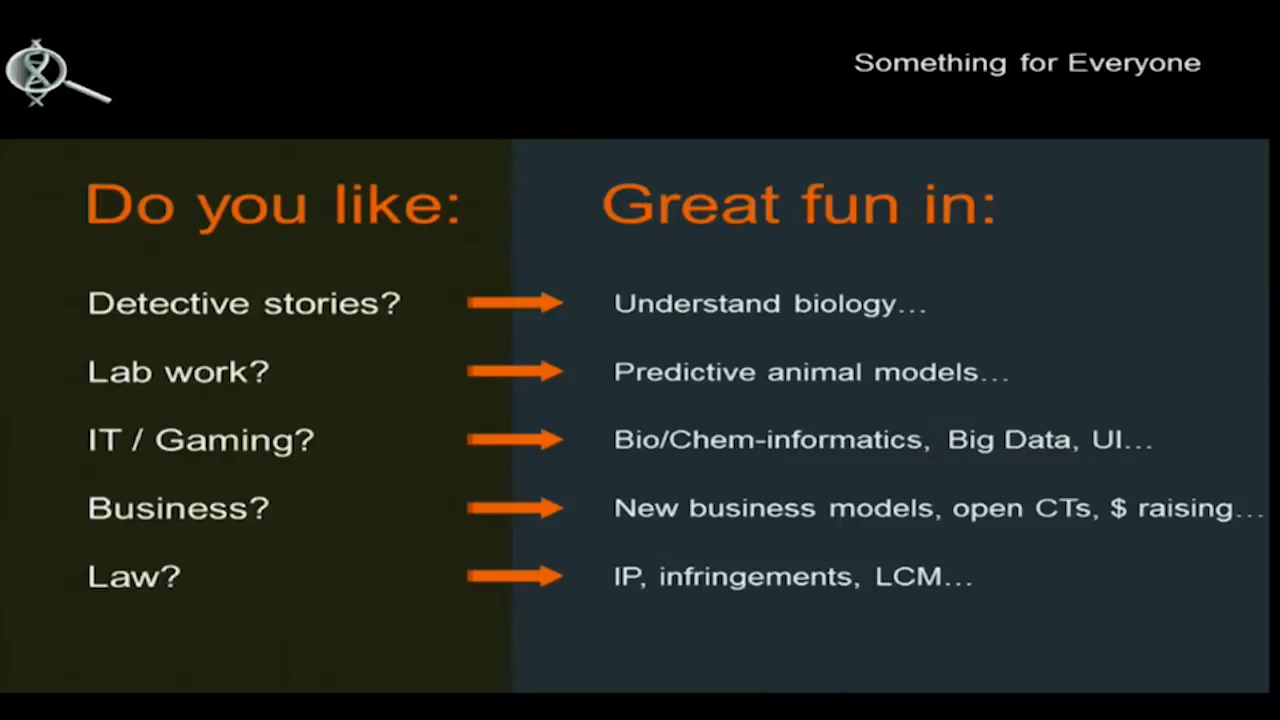 Something for Everyone
Do you like:
Great fun in:
Detective stories?
Understand biology...
Lab work?
Predictive animal models...
IT / Gaming?
Bio/Chem-informatics, Big Data, UI...
Business?
New business models, open CTs, $ raising...
Law?
IP, infringements, LCM...